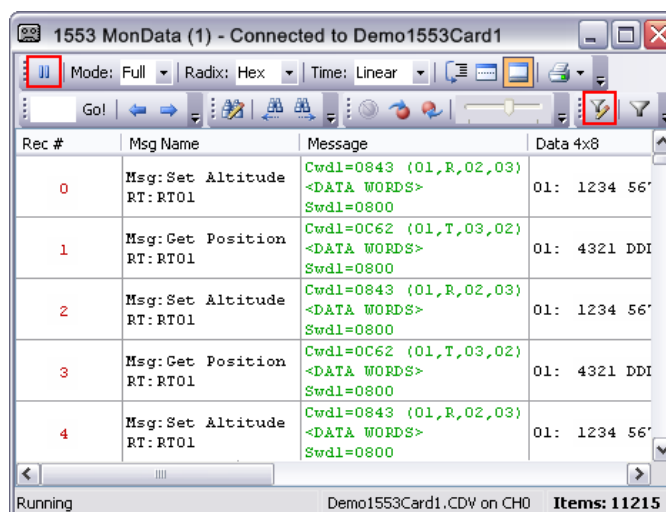 1553 MonData (1) - Connected to Demo1553Card1
Mode: Full Radix: Hex Time: Linear
Go!
Rec # Msg Name Message Data 4x8
0 Msg:Set Altitude RT:RT01 Cwd1=0843 (01,R,02,03) <DATA WORDS> Swd1=0800 01: 1234 567
1 Msg:Get Position RT:RT01 Cwd1=0C62 (01,T,03,02) <DATA WORDS> Swd1=0800 01: 4321 DDD
2 Msg:Set Altitude RT:RT01 Cwd1=0843 (01,R,02,03) <DATA WORDS> Swd1=0800 01: 1234 567
3 Msg:Get Position RT:RT01 Cwd1=0C62 (01,T,03,02) <DATA WORDS> Swd1=0800 01: 4321 DDD
4 Msg:Set Altitude RT:RT01 Cwd1=0843 (01,R,02,03) <DATA WORDS> Swd1=0800 01: 1234 567
Running Demo1553Card1.CDV on CH0 Items: 11215